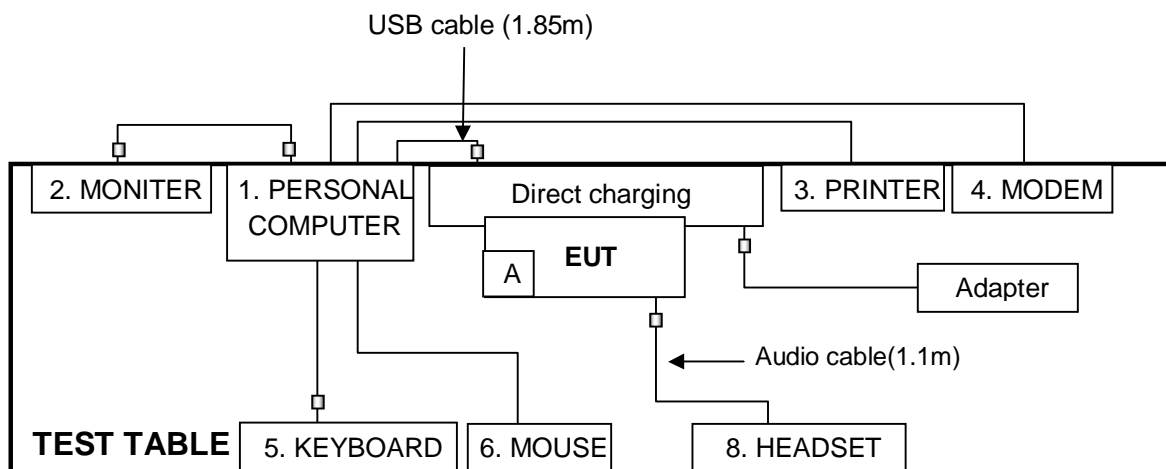 USB cable (1.85m)
2. MONITER
1. PERSONAL
COMPUTER
Direct charging
3. PRINTER
4. MODEM
EUT
A
Adapter
Audio cable(1.1m)
TEST TABLE
5. KEYBOARD
6. MOUSE
8. HEADSET